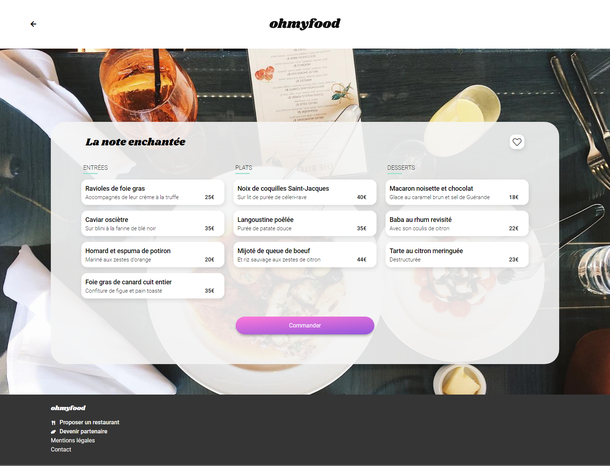 ohmyfood
La note enchantée
ENTRÉES
Ravioles de foie gras
Accompagnés de leur crème à la truffe 25€
Caviar osciètre
Sur blini à la farine de blé noir 35€
Homard et espuma de potiron
Mariné aux zestes d'orange 20€
Foie gras de canard cuit entier
Confiture de figue et pain toasté 35€
PLATS
Noix de coquilles Saint-Jacques
Sur lit de purée de céleri-rave 40€
Langoustine poêlée
Purée de patate douce 35€
Mijoté de queue de boeuf
Et riz sauvage aux zestes de citron 44€
DESSERTS
Macaron noisette et chocolat
Glace au caramel brun et sel de Guérande 18€
Baba au rhum revisité
Avec son coulis de citron 22€
Tarte au citron meringuée
Déstructurée 23€
Commander
ohmyfood
Proposer un restaurant
Devenir partenaire
Mentions légales
Contact